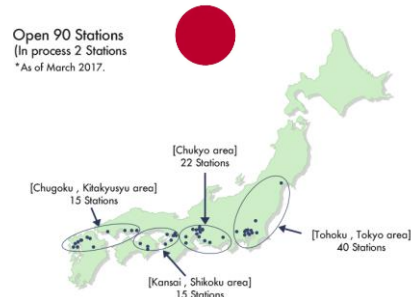 Open 90 Stations
(In process 2 Stations
*As of March 2017.
[Chukyo area]
22 Stations
[Chugoku , Kitakyusyu area]
15 Stations
[Tohoku , Tokyo area]
40 Stations
[Kansai , Shikoku area]
15 Stations